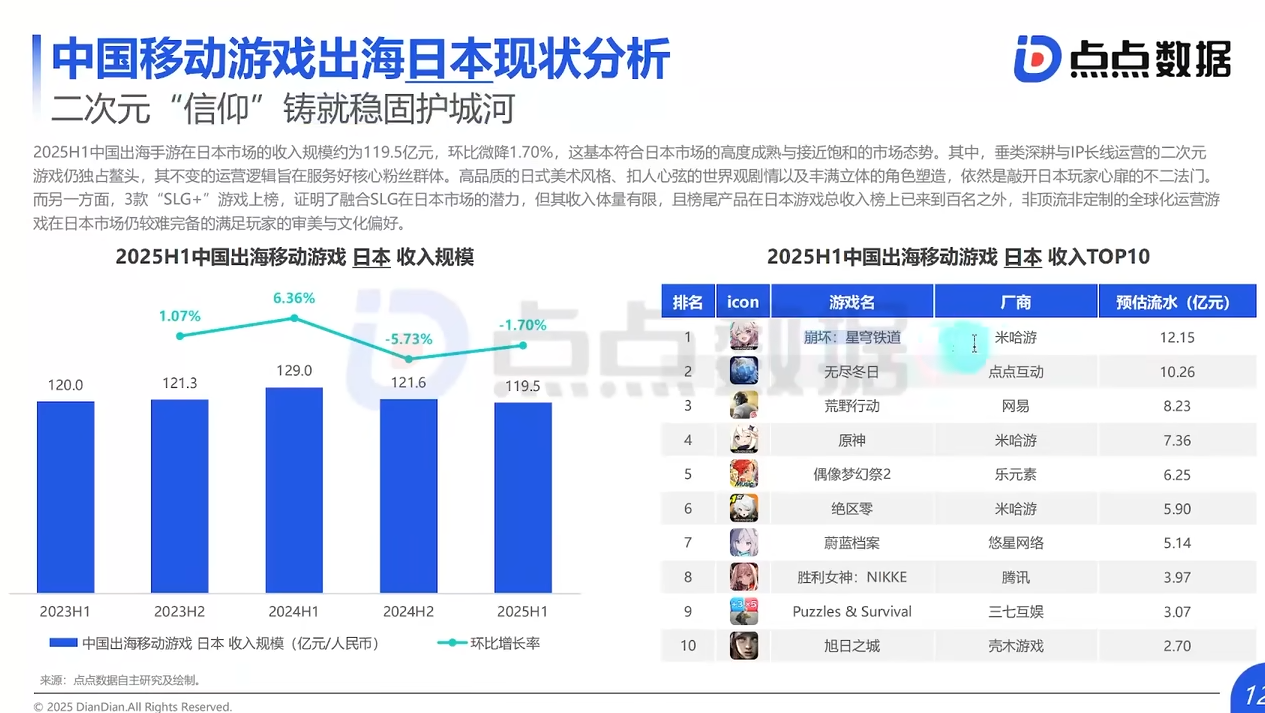 中国移动游戏出海日本现状分析
点点数据
二次元“信仰”铸就稳固护城河
2025H1中国出海手游在日本市场的收入规模约为119.5亿元，环比微降1.70%，这基本符合日本市场的高度成熟与接近饱和的市场态势。其中，垂类深耕与IP长线运营的二次元
游戏仍独占鳌头，其不变的运营逻辑旨在服务好核心粉丝群体。高品质的日式美术风格、扣人心弦的世界观剧情以及丰满立体的角色塑造，依然是敲开日本玩家心扉的不二法门。
而另一方面，3款“SLG+”游戏上榜，证明了融合SLG在日本市场的潜力，但其收入体量有限，且榜尾产品在日本游戏总收入榜上已来到百名之外，非顶流非定制的全球化运营游
戏在日本市场仍较难完备的满足玩家的审美与文化偏好。
2025H1中国出海移动游戏 日本 收入规模
1.07%
6.36%
-5.73%
-1.70%
120.0
121.3
129.0
121.6
119.5
2023H1
2023H2
2024H1
2024H2
2025H1
中国出海移动游戏 日本 收入规模（亿元/人民币）
环比增长率
2025H1中国出海移动游戏 日本 收入TOP10
排名 icon 游戏名 厂商 预估流水（亿元）
1 崩坏：星穹铁道 米哈游 12.15
2 无尽冬日 点点互动 10.26
3 荒野行动 网易 8.23
4 原神 米哈游 7.36
5 偶像梦幻祭2 乐元素 6.25
6 绝区零 米哈游 5.90
7 蔚蓝档案 悠星网络 5.14
8 胜利女神：NIKKE 腾讯 3.97
9 Puzzles & Survival 三七互娱 3.07
10 旭日之城 壳木游戏 2.70
点点数据
来源：点点数据自主研究及绘制。
© 2025 DianDian.All Rights Reserved.
12